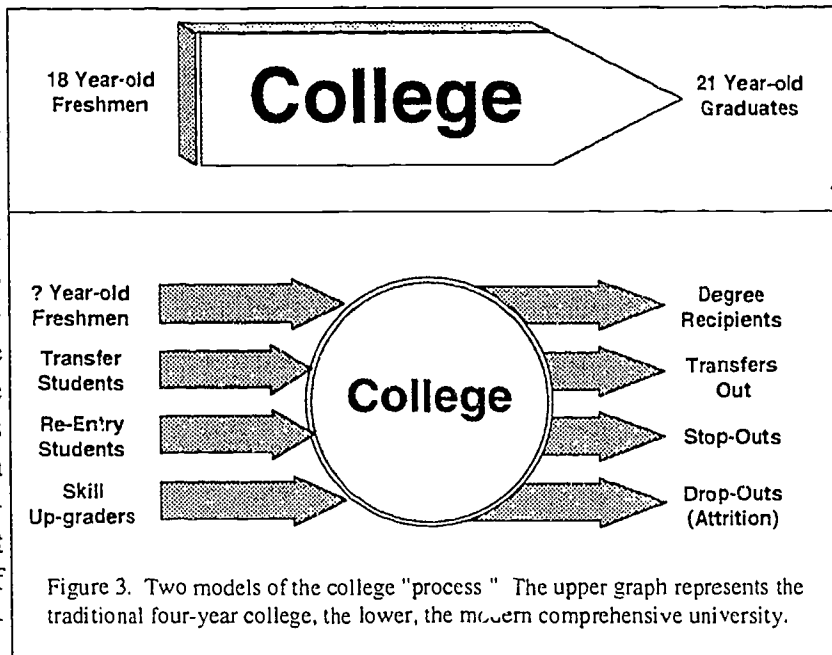 18 Year-old
Freshmen
College
21 Year-old
Graduates
? Year-old
Freshmen
Transfer
Students
Re-Entry
Students
Skill
Up-graders
College
Degree
Recipients
Transfers
Out
Stop-Outs
Drop-Outs
(Attrition)
Figure 3. Two models of the college "process " The upper graph represents the
traditional four-year college, the lower, the modern comprehensive university.